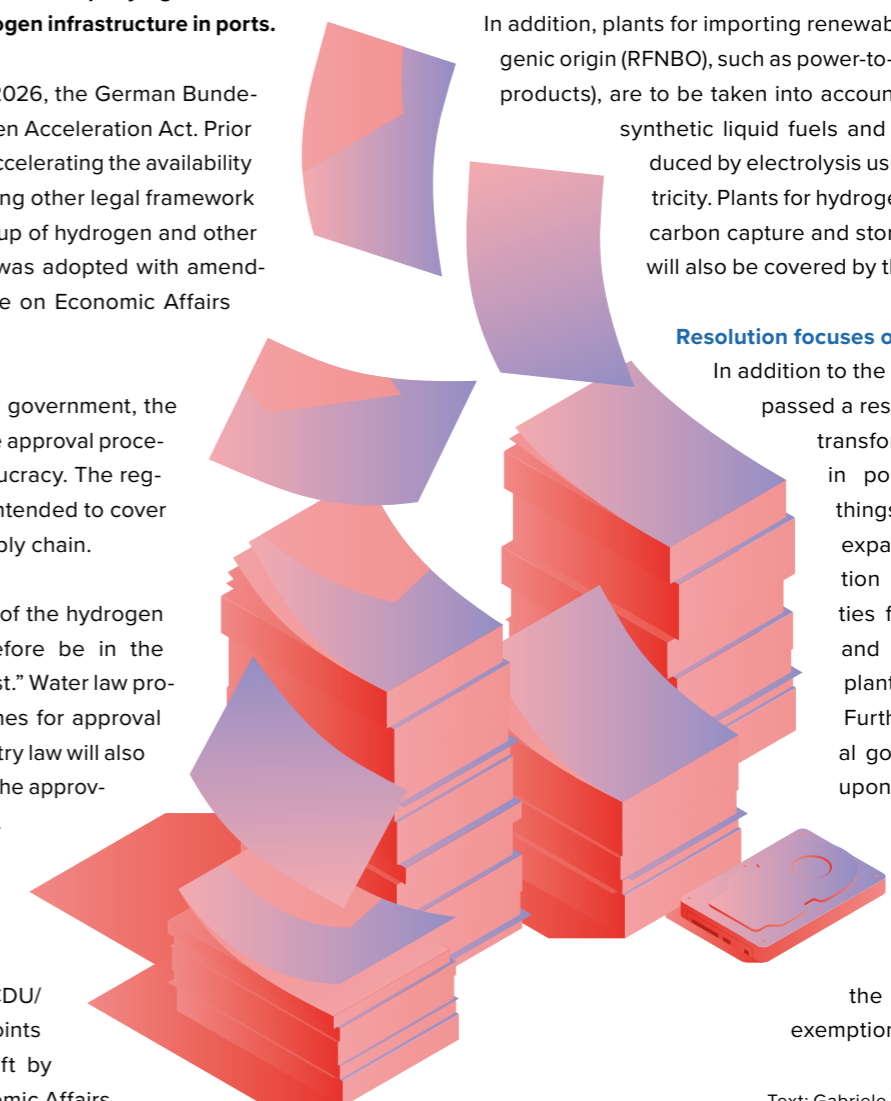 ogen infrastructure in ports.
2026, the German Bunde-
en Acceleration Act. Prior
ccelerating the availability
ng other legal framework
up of hydrogen and other
was adopted with amend-
e on Economic Affairs
government, the
e approval proce-
ucracy. The reg-
ntended to cover
ply chain.
of the hydrogen
efore be in the
st.” Water law pro-
nes for approval
try law will also
he approv-
CDU/
oints
ft by
omic Affairs
In addition, plants for importing renewab
genic origin (RFNBO), such as power-to-
products), are to be taken into accoun
synthetic liquid fuels and
duced by electrolysis us
tricity. Plants for hydroge
carbon capture and stor
will also be covered by t
Resolution focuses o
In addition to the
passed a res
transfor
in po
things
expa
tion
ties f
and
plant
Furth
al go
upon
the
exemption
Text: Gabriele